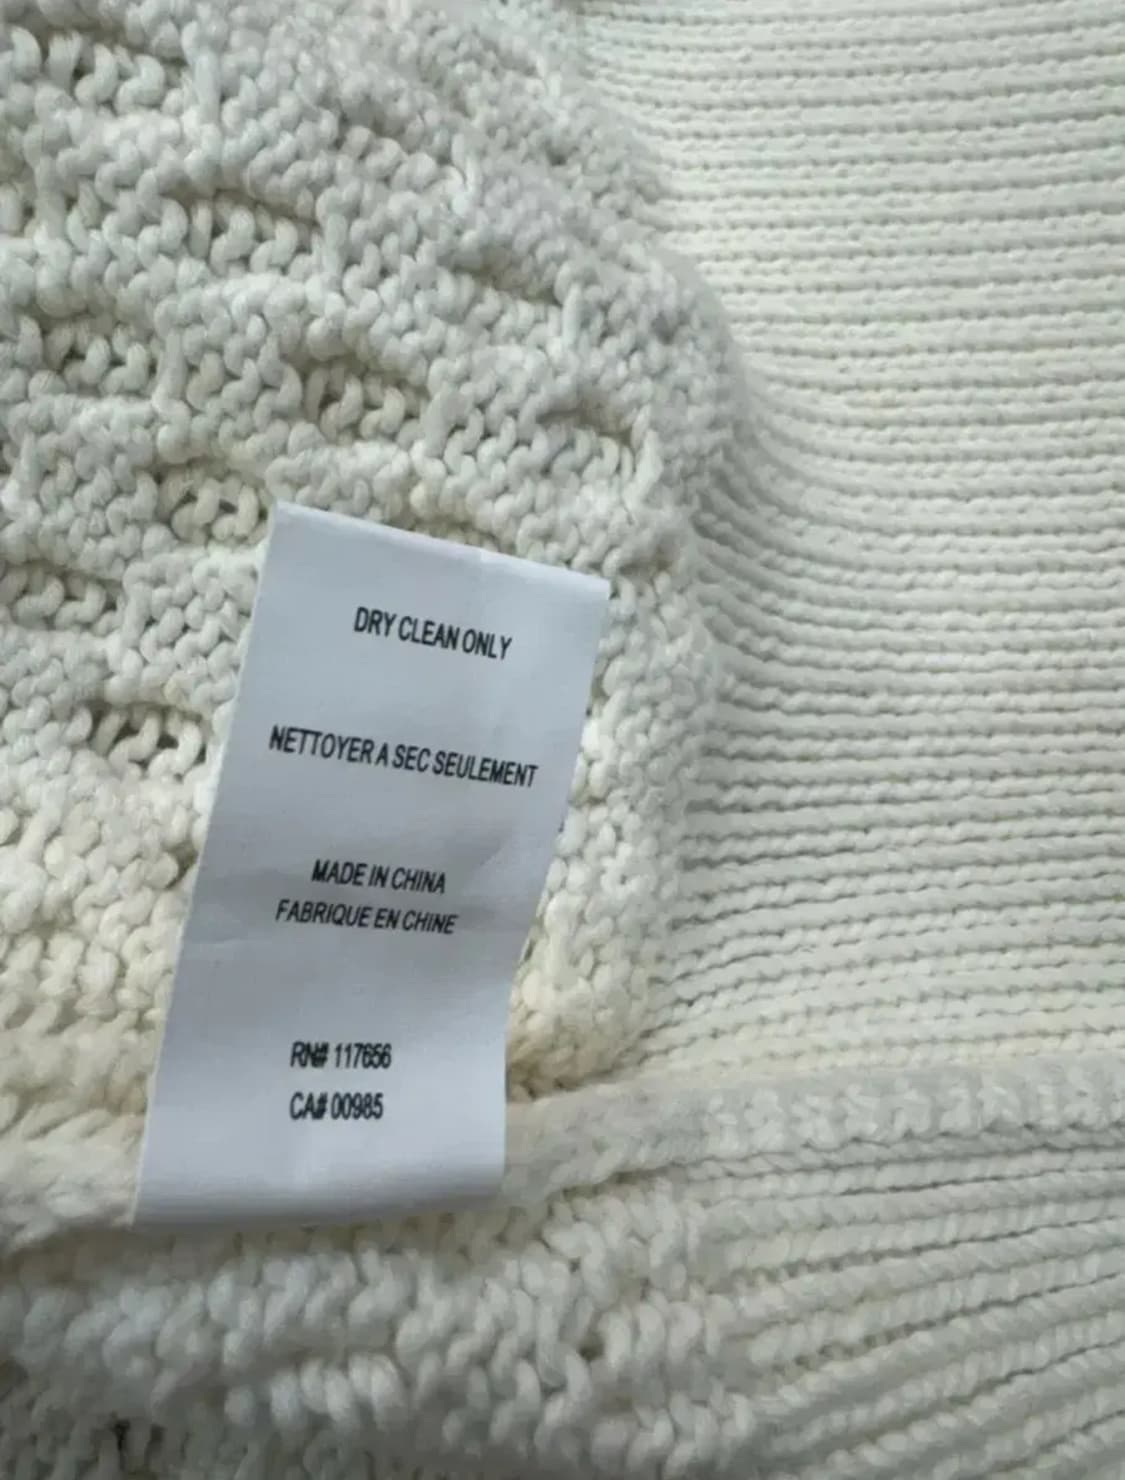 DRY CLEAN ONLY
NETTOYER A SEC SEULEMENT
MADE IN CHINA
FABRIQUE EN CHINE
RN# 117656
CA# 00985